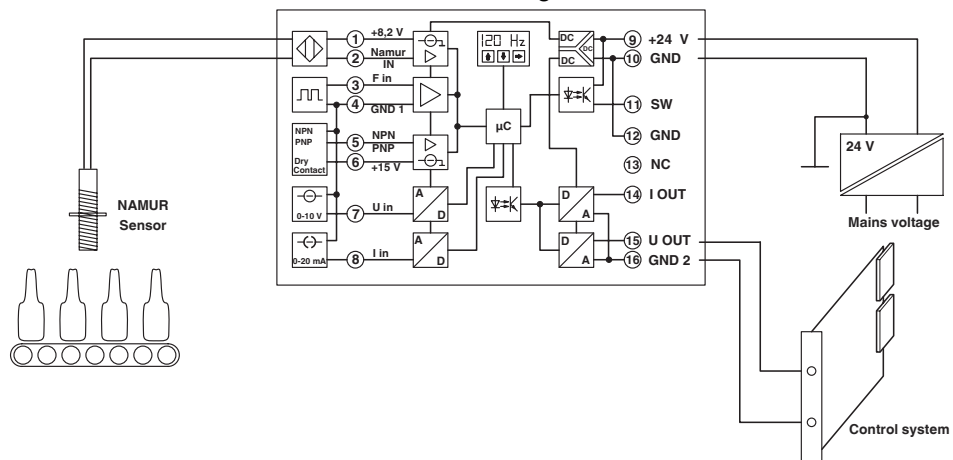 1 +8,2 V
2 Namur
IN
3 F in
4 GND 1
NPN
PNP
Dry
Contact
5 NPN
PNP
6 +15 V
0-10 V
7 U in
0-20 mA
8 I in
A
D
A
D
120 Hz
µC
DC
DC
DC
D
A
D
A
9 +24 V
10 GND
11 SW
12 GND
13 NC
14 I OUT
15 U OUT
16 GND 2
NAMUR
Sensor
24 V
Mains voltage
Control system